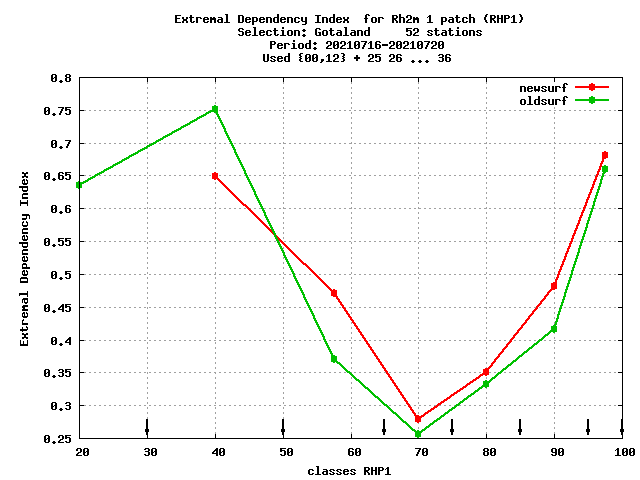 Extremal Dependency Index  for Rh2m 1 patch (RHP1)
Selection: Gotaland     52 stations
Period: 20210716-20210720
Used {00,12} + 25 26 ... 36
newsurf
oldsurf
0.8
0.75
0.7
0.65
0.6
0.55
0.5
0.45
0.4
0.35
0.3
0.25
Extremal Dependency Index
20 30 40 50 60 70 80 90 100
classes RHP1